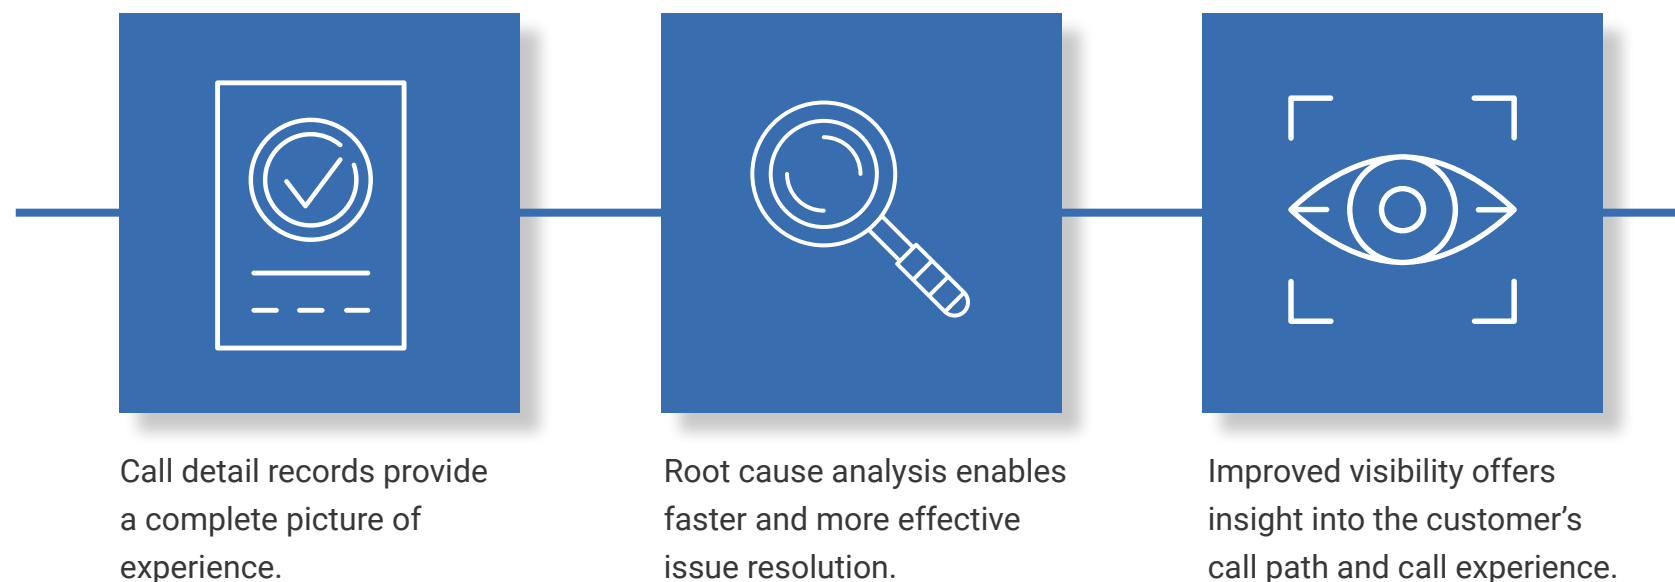 Call detail records provide
a complete picture of
experience.
Root cause analysis enables
faster and more effective
issue resolution.
Improved visibility offers
insight into the customer’s
call path and call experience.